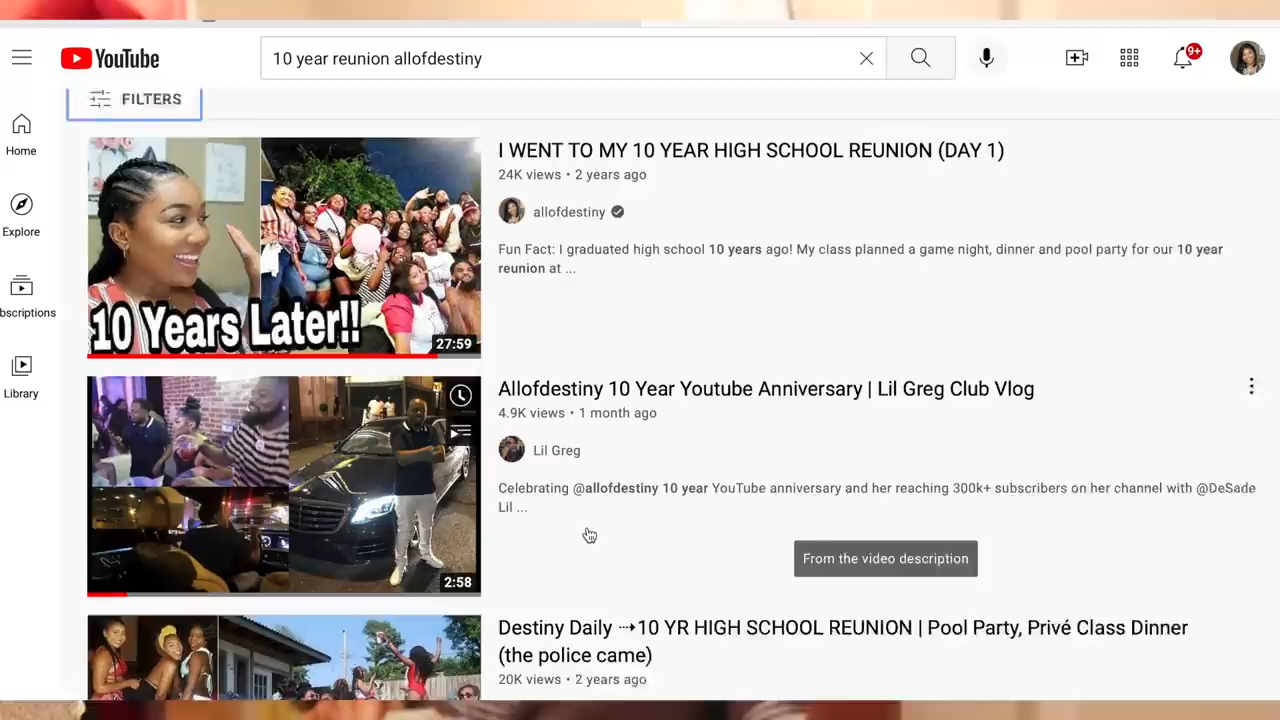 YouTube
10 year reunion allofdestiny
9+
FILTERS
Home
Explore
bscriptions
Library
10 Years Later!!
27:59
I WENT TO MY 10 YEAR HIGH SCHOOL REUNION (DAY 1)
24K views • 2 years ago
allofdestiny
Fun Fact: I graduated high school 10 years ago! My class planned a game night, dinner and pool party for our 10 year
reunion at ...
2:58
Allofdestiny 10 Year Youtube Anniversary | Lil Greg Club Vlog
4.9K views • 1 month ago
Lil Greg
Celebrating @allofdestiny 10 year YouTube anniversary and her reaching 300k+ subscribers on her channel with @DeSade
Lil ...
From the video description
Destiny Daily ⤑10 YR HIGH SCHOOL REUNION | Pool Party, Privé Class Dinner
(the police came)
20K views • 2 years ago